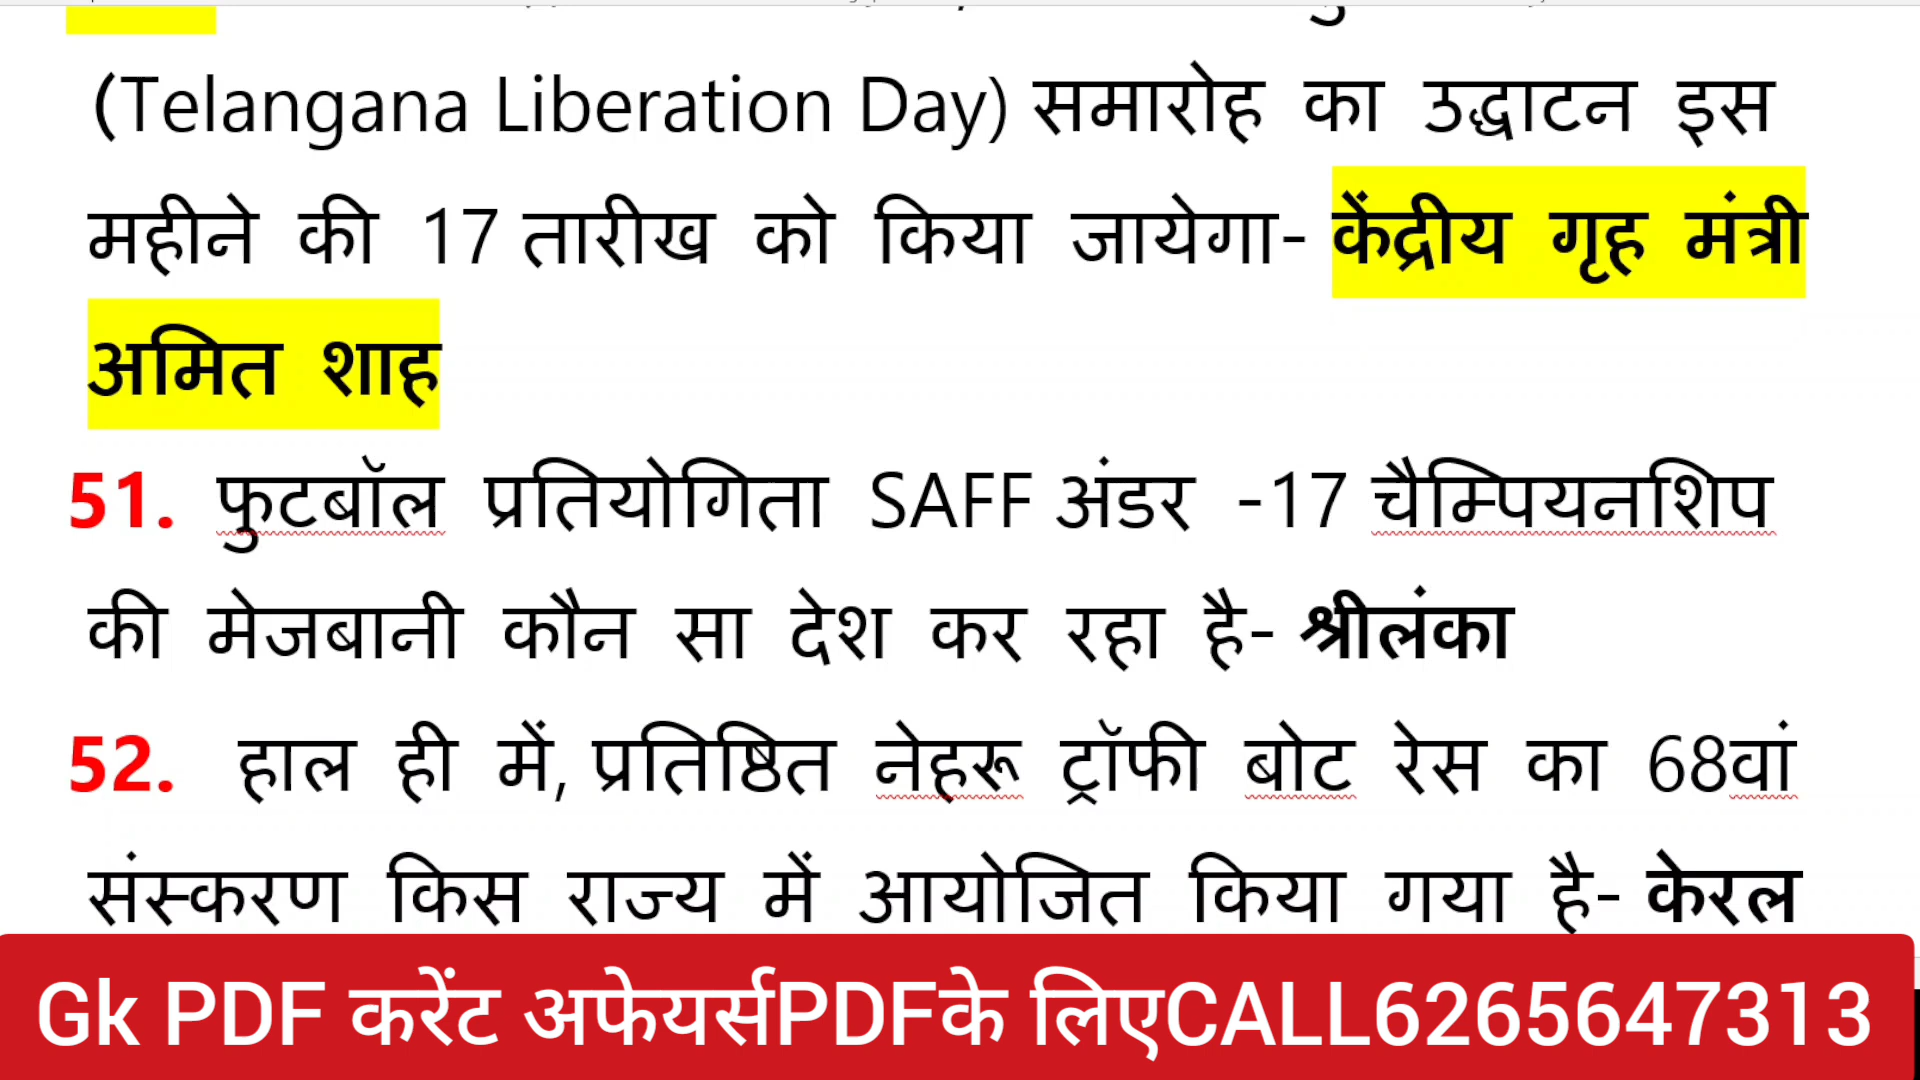 (Telangana Liberation Day) समारोह का उद्घाटन इस
महीने की 17 तारीख को किया जायेगा- केंद्रीय गृह मंत्री
अमित शाह
51. फुटबॉल प्रतियोगिता SAFF अंडर -17 चैम्पियनशिप
की मेजबानी कौन सा देश कर रहा है- श्रीलंका
52. हाल ही में, प्रतिष्ठित नेहरू ट्रॉफी बोट रेस का 68वां
संस्करण किस राज्य में आयोजित किया गया है- केरल
Gk PDF करेंट अफेयर्सPDFके लिएCALL6265647313